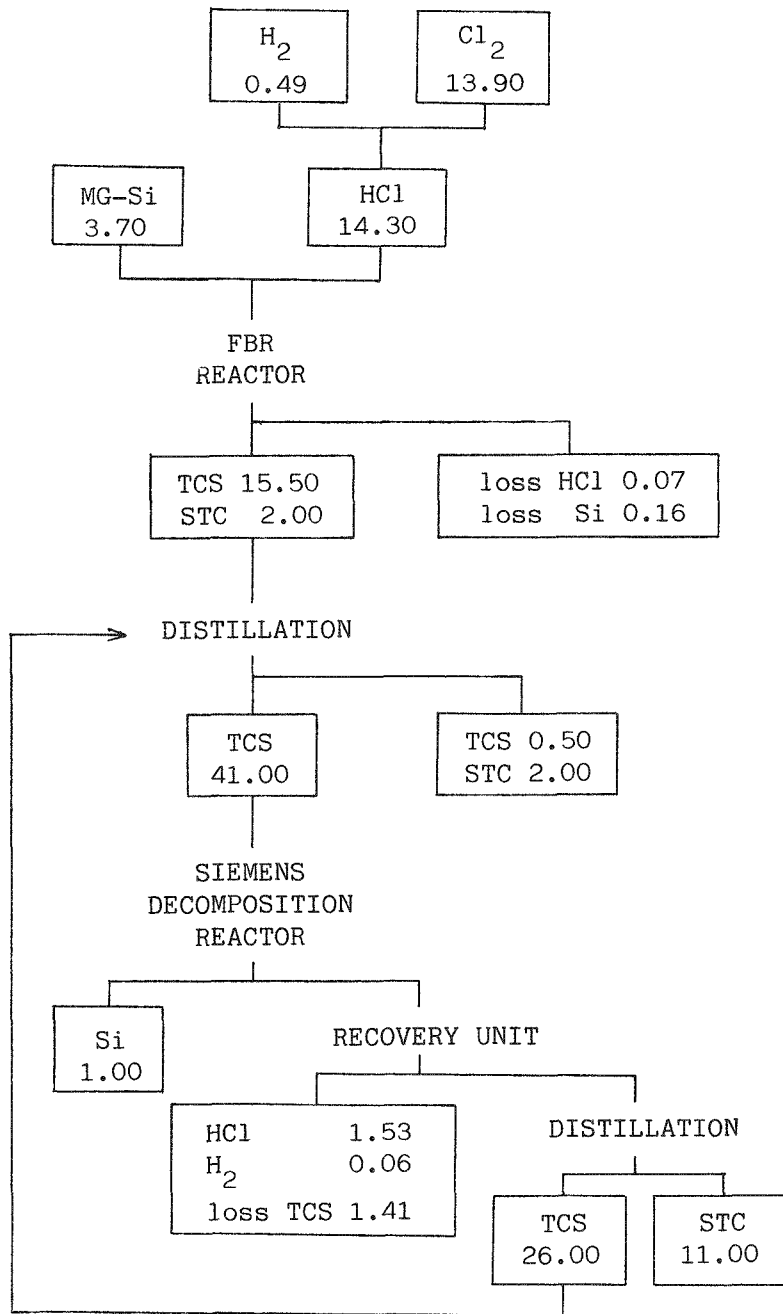 H2
0.49
Cl2
13.90
MG-Si
3.70
HCl
14.30
FBR
REACTOR
TCS 15.50
STC 2.00
loss HCl 0.07
loss Si 0.16
DISTILLATION
TCS
41.00
TCS 0.50
STC 2.00
SIEMENS
DECOMPOSITION
REACTOR
Si
1.00
RECOVERY UNIT
HCl 1.53
H2 0.06
loss TCS 1.41
DISTILLATION
TCS
26.00
STC
11.00